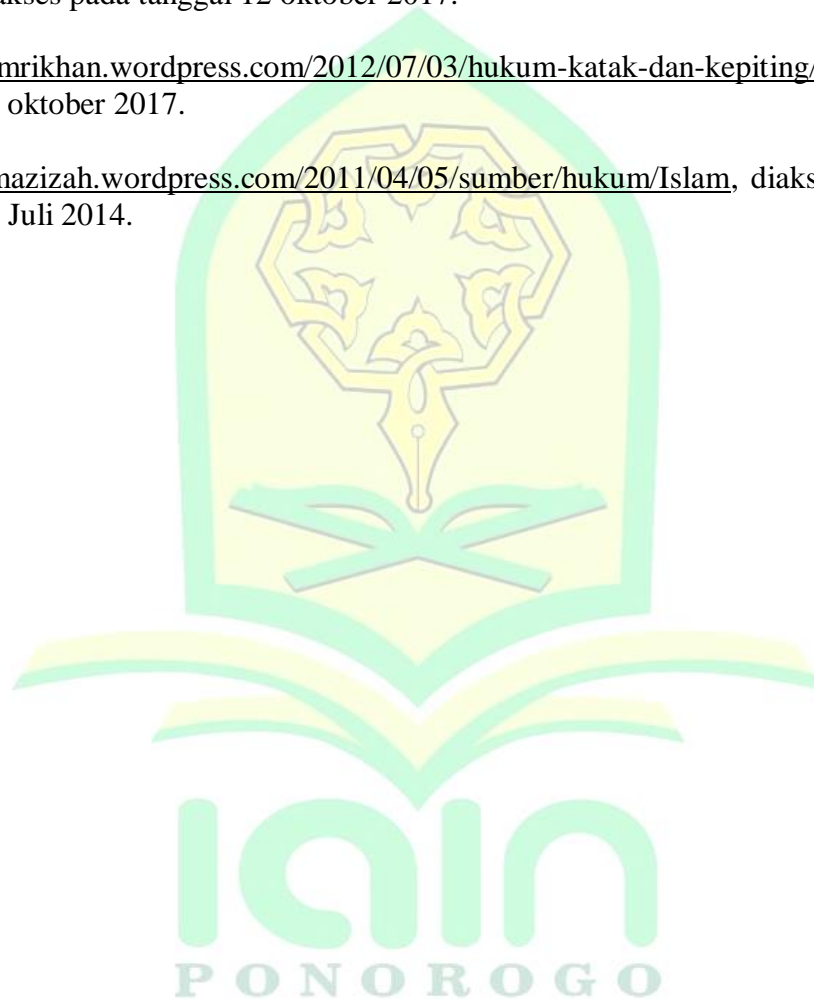 akses pada tanggal 12 oktober 2017.
mrikhan.wordpress.com/2012/07/03/hukum-katak-dan-kepiting/
oktober 2017.
nazizah.wordpress.com/2011/04/05/sumber/hukum/Islam, diaks
Juli 2014.
iain
PONOROGO